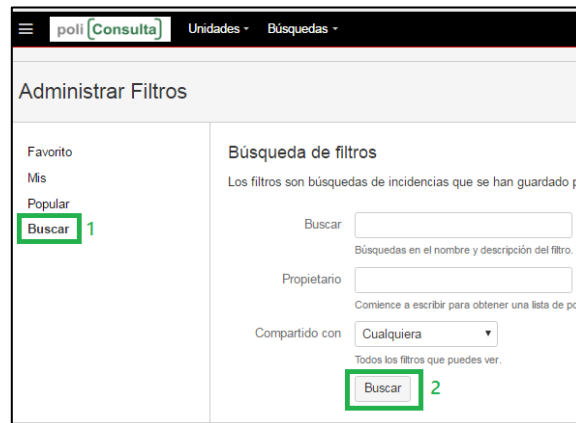 poli[Consulta] Unidades Búsquedas
Administrar Filtros
Favorito
Mis
Popular
Buscar 1
Búsqueda de filtros
Los filtros son búsquedas de incidencias que se han guardado
Buscar
Búsquedas en el nombre y descripción del filtro.
Propietario
Comience a escribir para obtener una lista de
Compartido con Cualquiera
Todos los filtros que puedes ver.
Buscar 2